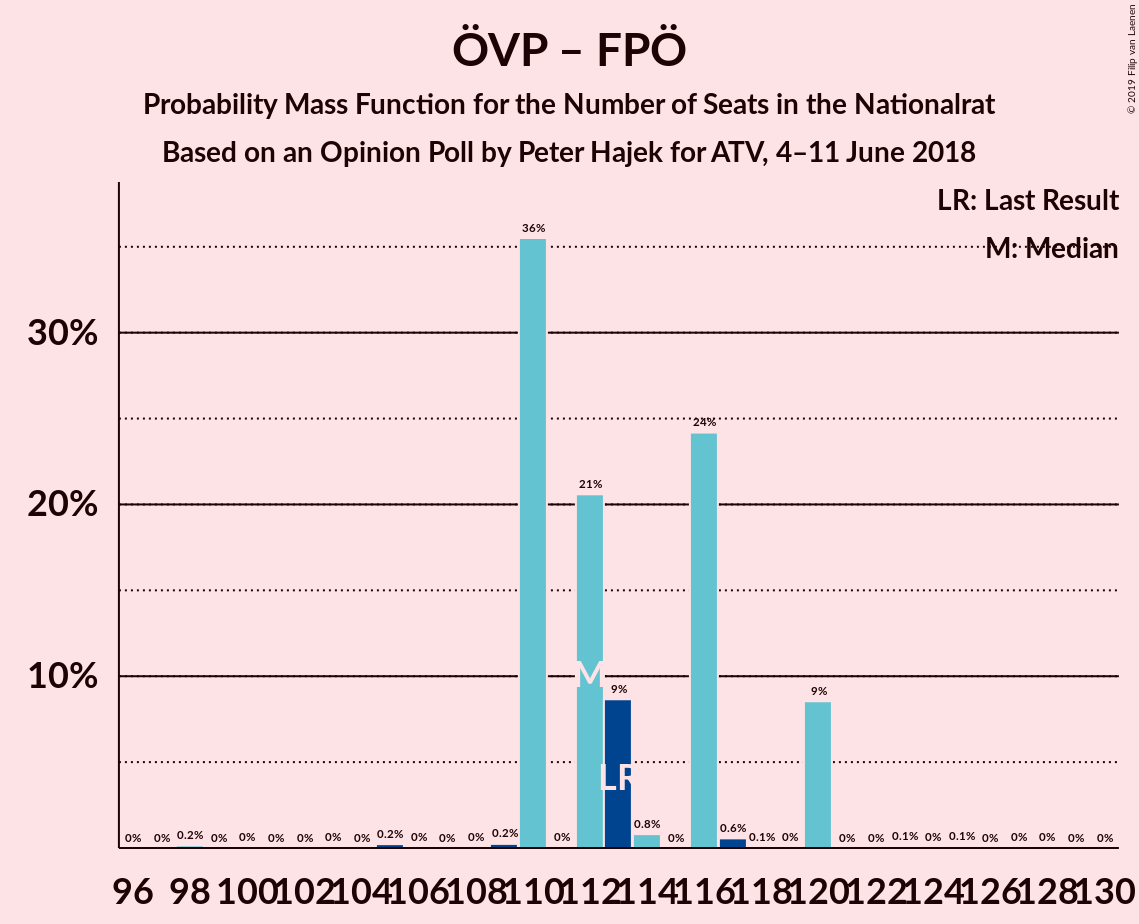 ÖVP – FPÖ
Probability Mass Function for the Number of Seats in the Nationalrat
Based on an Opinion Poll by Peter Hajek for ATV, 4–11 June 2018
© 2019 Filip van Laenen
LR: Last Result
M: Median
36%
30%
24%
21%
20%
10%
M
9%
9%
LR
0% 0% 0.2% 0% 0% 0% 0% 0% 0% 0.2% 0% 0% 0% 0.2% 0% 0.8% 0% 0.6% 0.1% 0% 0% 0% 0.1% 0% 0.1% 0% 0% 0% 0% 0%
96 98 100 102 104 106 108 110 112 114 116 118 120 122 124 126 128 130